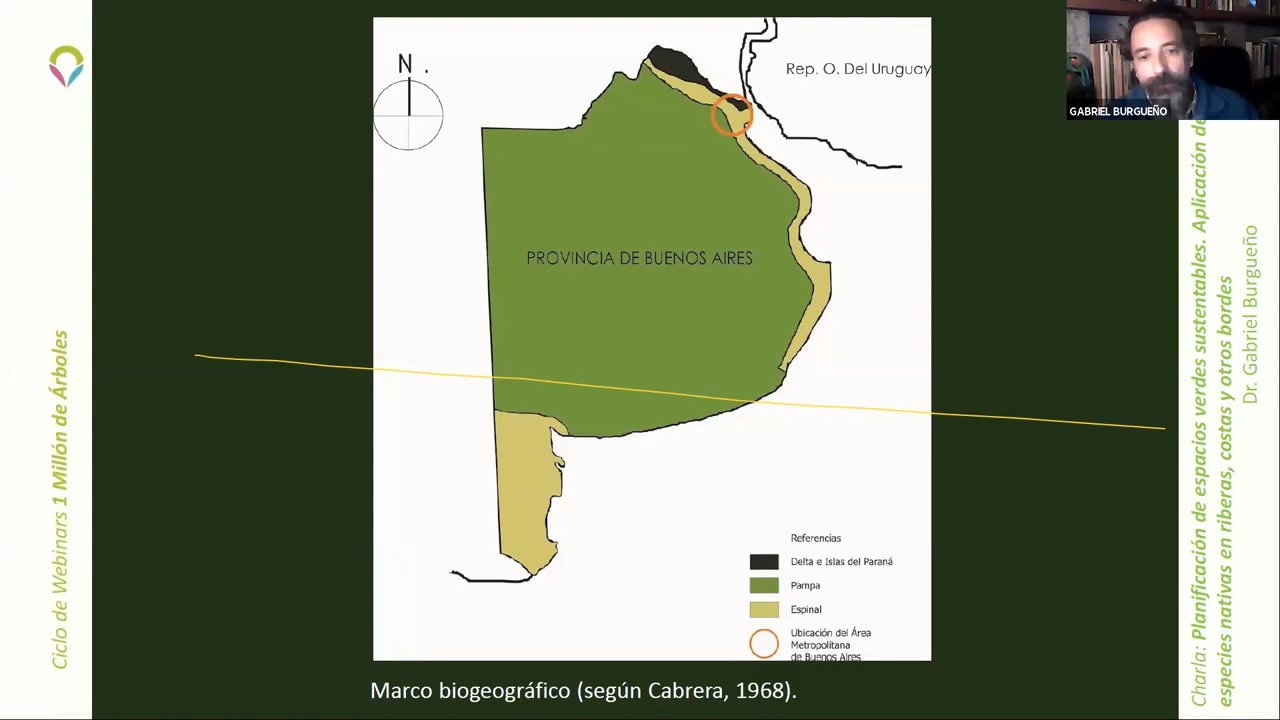 Ciclo de Webinars 1 Millón de Árboles
N .
Rep. O. Del Uruguay
PROVINCIA DE BUENOS AIRES
Referencias
Delta e Islas del Paraná
Pampa
Espinal
Ubicación del Área
Metropolitana
de Buenos Aires
Marco biogeográfico (según Cabrera, 1968).
GABRIEL BURGUEÑO
Charla: Planificación de espacios verdes sustentables. Aplicación de
especies nativas en riberas, costas y otros bordes
Dr. Gabriel Burgueño